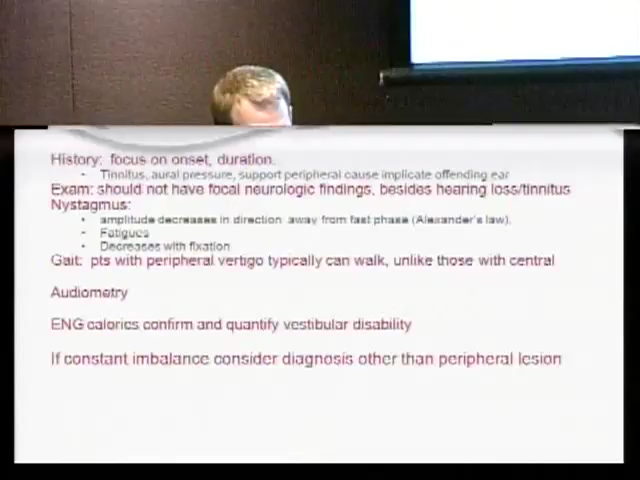 History: focus on onset, duration.
- Tinnitus, aural pressure, support peripheral cause implicate offending ear
Exam: should not have focal neurologic findings, besides hearing loss/tinnitus
Nystagmus:
- amplitude decreases in direction away from fast phase (Alexander's law).
- Fatigues
- Decreases with fixation
Gait: pts with peripheral vertigo typically can walk, unlike those with central
Audiometry
ENG calorics confirm and quantify vestibular disability
If constant imbalance consider diagnosis other than peripheral lesion